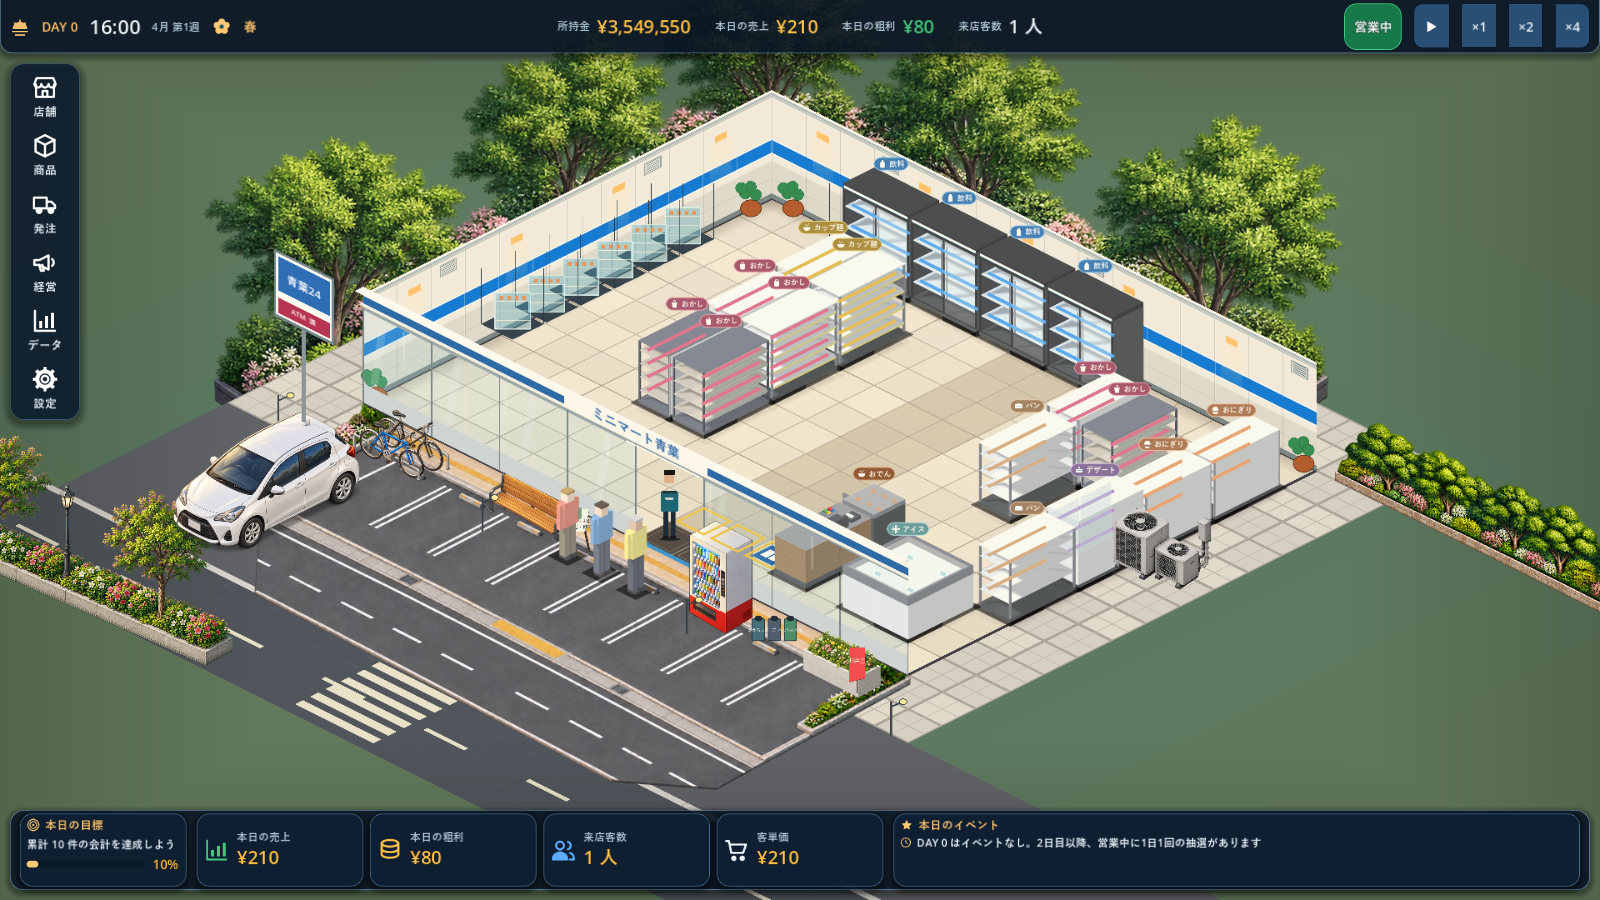 DAY 0 16:00 4月 第1週 春
所持金 ¥3,549,550 本日の売上 ¥210 本日の粗利 ¥80 来店客数 1 人
営業中 ×1 ×2 ×4
店舗
商品
発注
経営
データ
設定
飲料
飲料
飲料
飲料
カップ麺
カップ麺
おかし
おかし
おかし
おかし
おかし
おかし
パン
おにぎり
おにぎり
デザート
おでん
パン
アイス
青葉24
ATM
ミニマート青葉
本日の目標
累計 10 件の会計を達成しよう
10%
本日の売上
¥210
本日の粗利
¥80
来店客数
1 人
客単価
¥210
本日のイベント
DAY 0 はイベントなし。2日目以降、営業中に1日1回の抽選があります